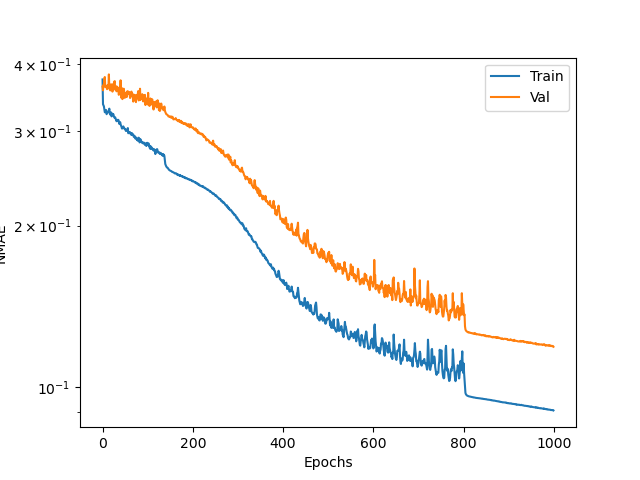 4 × 10⁻¹
3 × 10⁻¹
2 × 10⁻¹
10⁻¹
NMAE
0 200 400 600 800 1000
Epochs
Train
Val